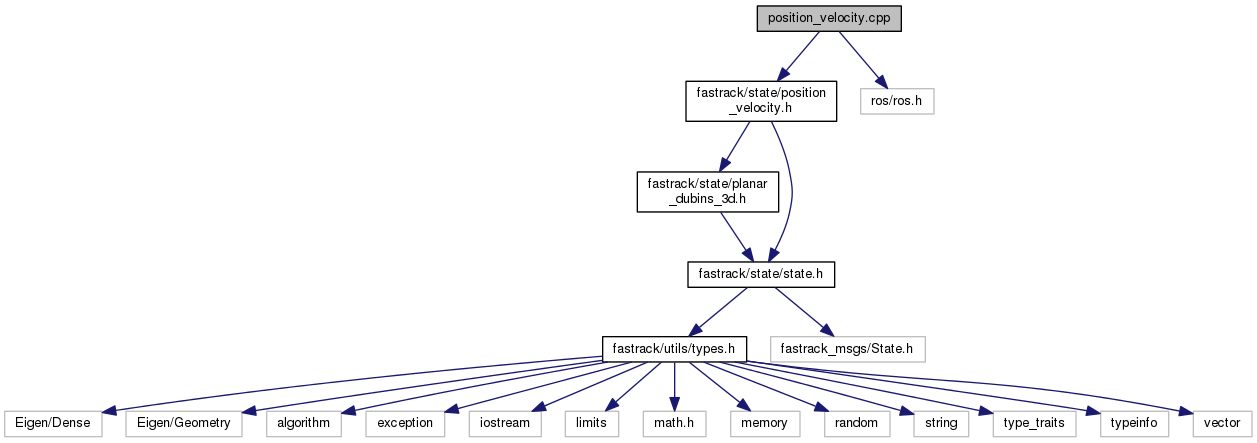 position_velocity.cpp
fastrack/state/position
_velocity.h
ros/ros.h
fastrack/state/planar
_dubins_3d.h
fastrack/state/state.h
fastrack/utils/types.h
fastrack_msgs/State.h
Eigen/Dense
Eigen/Geometry
algorithm
exception
iostream
limits
math.h
memory
random
string
type_traits
typeinfo
vector